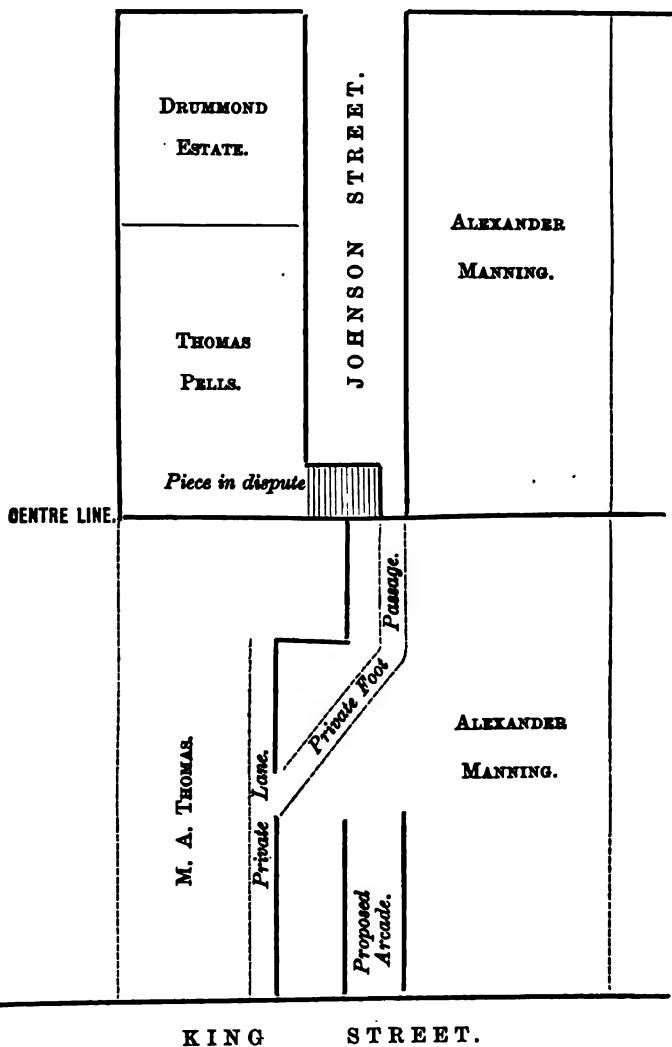 DRUMMOND
ESTATE.
JOHNSON STREET.
ALEXANDER
MANNING.
THOMAS
PELLS.
Piece in dispute
CENTRE LINE.
Passage.
Private Foot
M. A. THOMAS.
Private Lane.
ALEXANDER
MANNING.
Proposed
Arcade.
KING STREET.